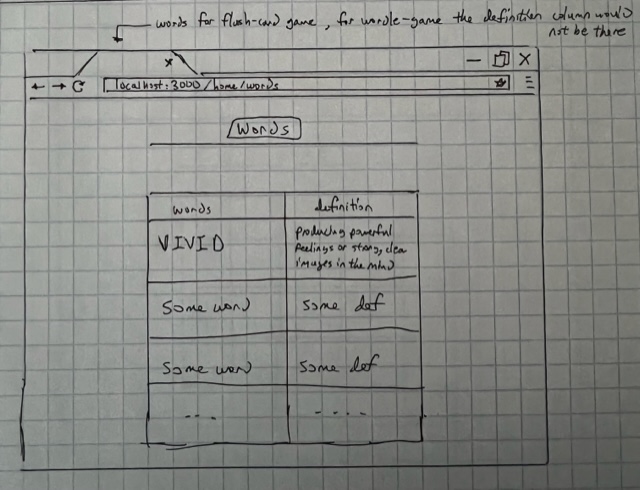 words for flash-card game, for wordle-game the definition column would
not be there
localhost:3000/home/words
Words
words definition
VIVID producing powerful
feelings or strong, clea
images in the mind
Some word some def
Some word some def
... ....